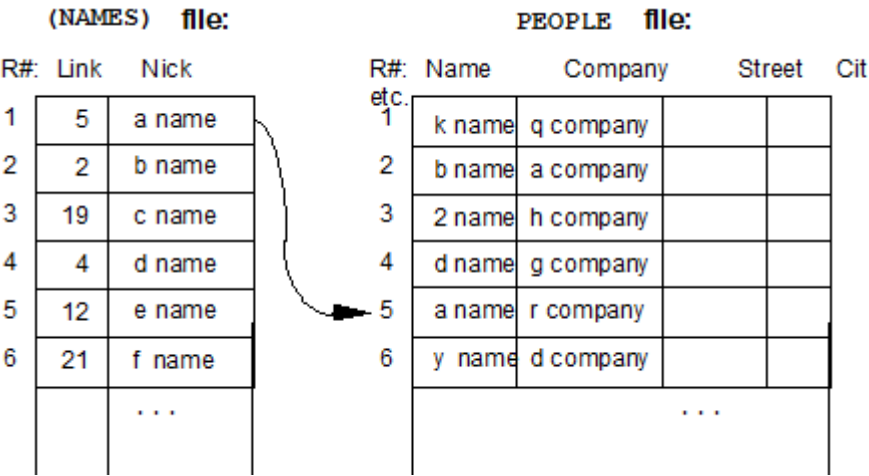 (NAMES) file: PEOPLE file:
R#: Link Nick R#: Name Company Street Cit
etc.
1 5 a name 1 k name q company
2 2 b name 2 b name a company
3 19 c name 3 2 name h company
4 4 d name 4 d name g company
5 12 e name 5 a name r company
6 21 f name 6 y name d company
. . . . . .